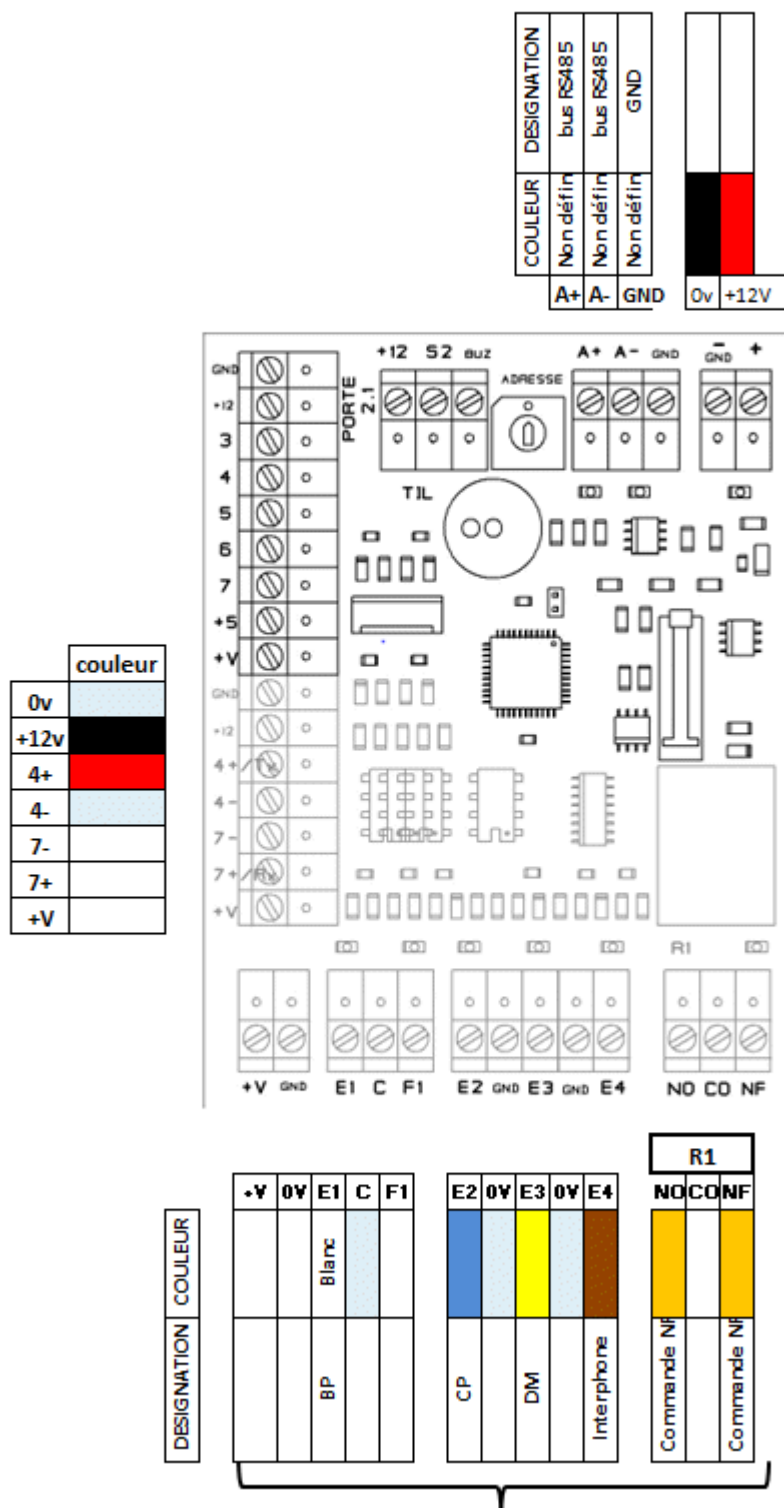 DESIGNATION bus RS485 bus RS485 GND
COULEUR Non défin Non défin Non défin
A+ A- GND 0v +12V
+12 S2 BUZ ADRESSE A+ A- GND - GND +
PORTE 2.1
TIL
GND
+12
3
4
5
6
7
+5
+V
GND
+12
4+/Tx
4-
7-
7+/Rx
+V
couleur
0v
+12v
4+
4-
7-
7+
+V
R1
+V GND E1 C F1 E2 GND E3 GND E4 NO CO NF
R1
+V 0V E1 C F1 E2 0V E3 0V E4 NO CO NF
COULEUR Blanc
DESIGNATION BP CP DM Interphone Commande NF Commande NF